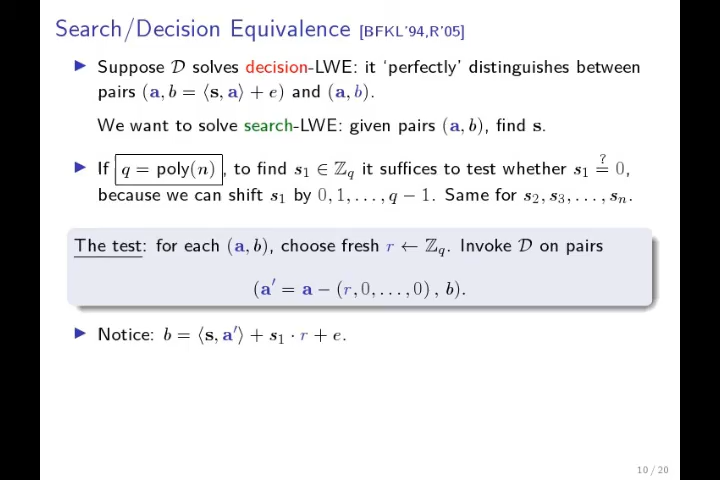 Search/Decision Equivalence [BFKL'94,R'05]
▶ Suppose 𝒟 solves decision-LWE: it ‘perfectly’ distinguishes between
pairs (a, b = ⟨s, a⟩ + e) and (a, b).
We want to solve search-LWE: given pairs (a, b), find s.
▶ If q = poly(n), to find s₁ ∈ ℤq it suffices to test whether s₁ ≟ 0,
because we can shift s₁ by 0, 1, . . . , q − 1. Same for s₂, s₃, . . . , sₙ.
The test: for each (a, b), choose fresh r ← ℤq. Invoke 𝒟 on pairs
(a′ = a − (r, 0, . . . , 0) , b).
▶ Notice: b = ⟨s, a′⟩ + s₁ · r + e.
10 / 20